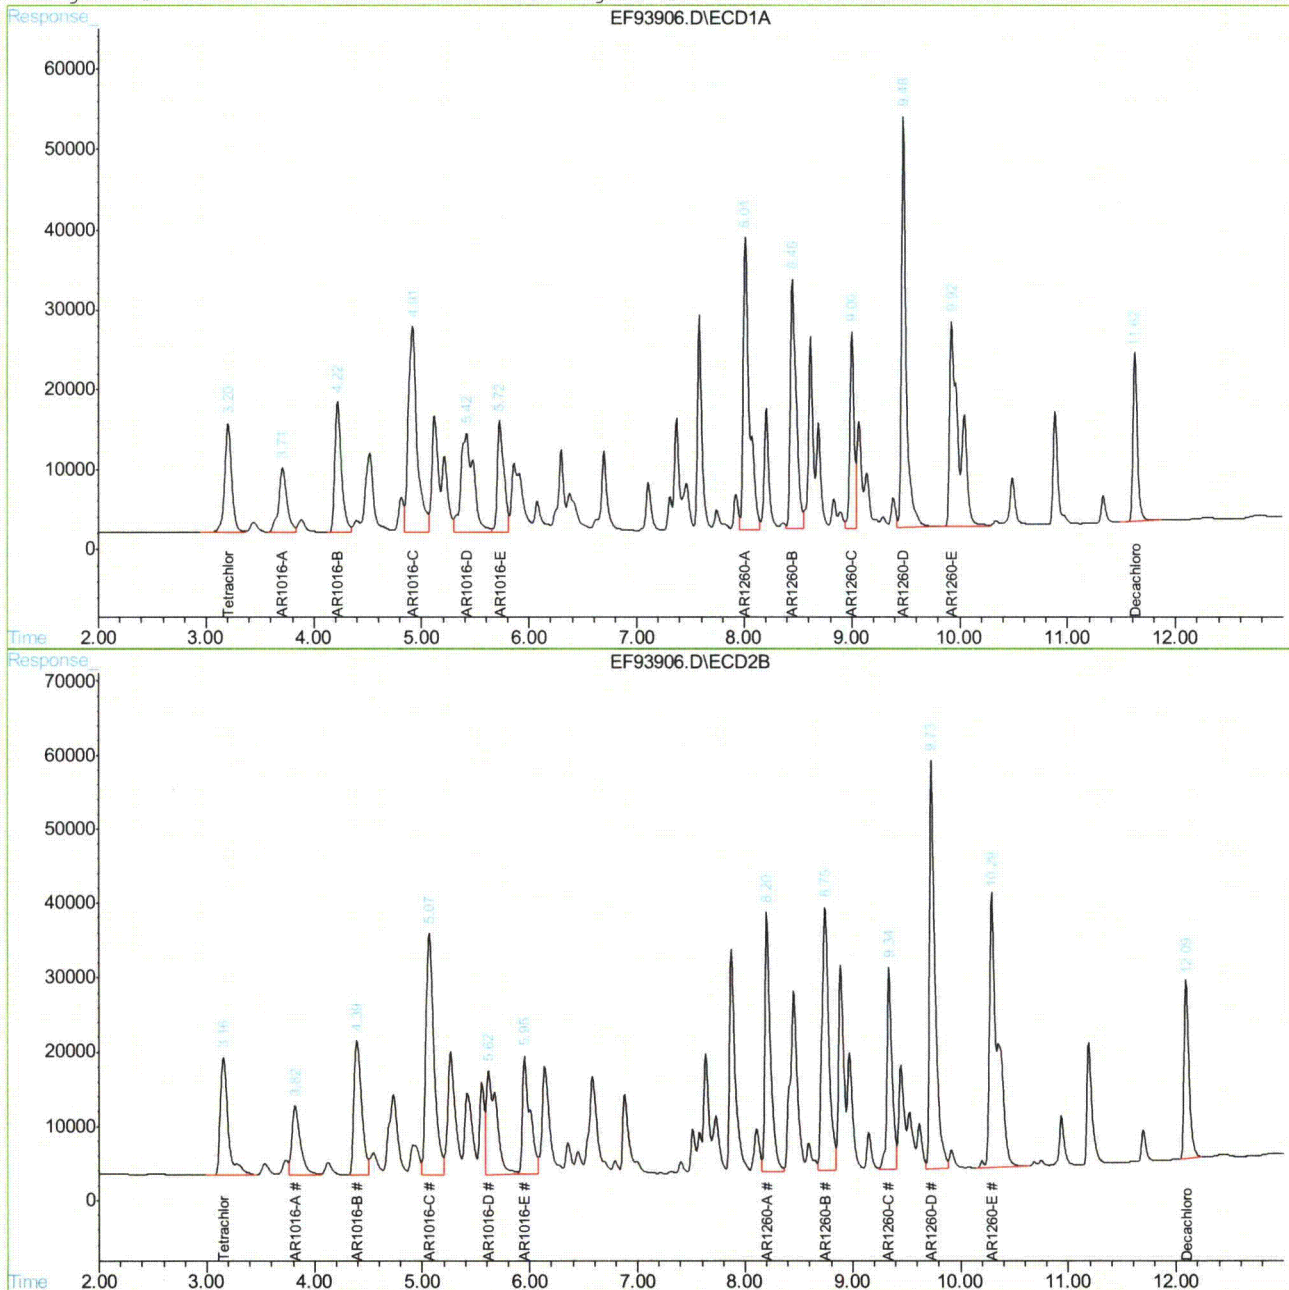 EF93906.D\ECD1A
Response_
60000
50000
40000
30000
20000
10000
0
3.20
3.71
4.22
4.91
5.42
5.72
8.01
8.46
9.00
9.48
9.92
11.62
Tetrachlor
AR1016-A
AR1016-B
AR1016-C
AR1016-D
AR1016-E
AR1260-A
AR1260-B
AR1260-C
AR1260-D
AR1260-E
Decachloro
Time
2.00 3.00 4.00 5.00 6.00 7.00 8.00 9.00 10.00 11.00 12.00
Response_
EF93906.D\ECD2B
70000
60000
50000
40000
30000
20000
10000
0
3.16
3.82
4.39
5.07
5.62
5.95
8.20
8.75
9.34
9.73
10.29
12.09
Tetrachlor
AR1016-A #
AR1016-B #
AR1016-C #
AR1016-D #
AR1016-E #
AR1260-A #
AR1260-B #
AR1260-C #
AR1260-D #
AR1260-E #
Decachloro
Time
2.00 3.00 4.00 5.00 6.00 7.00 8.00 9.00 10.00 11.00 12.00